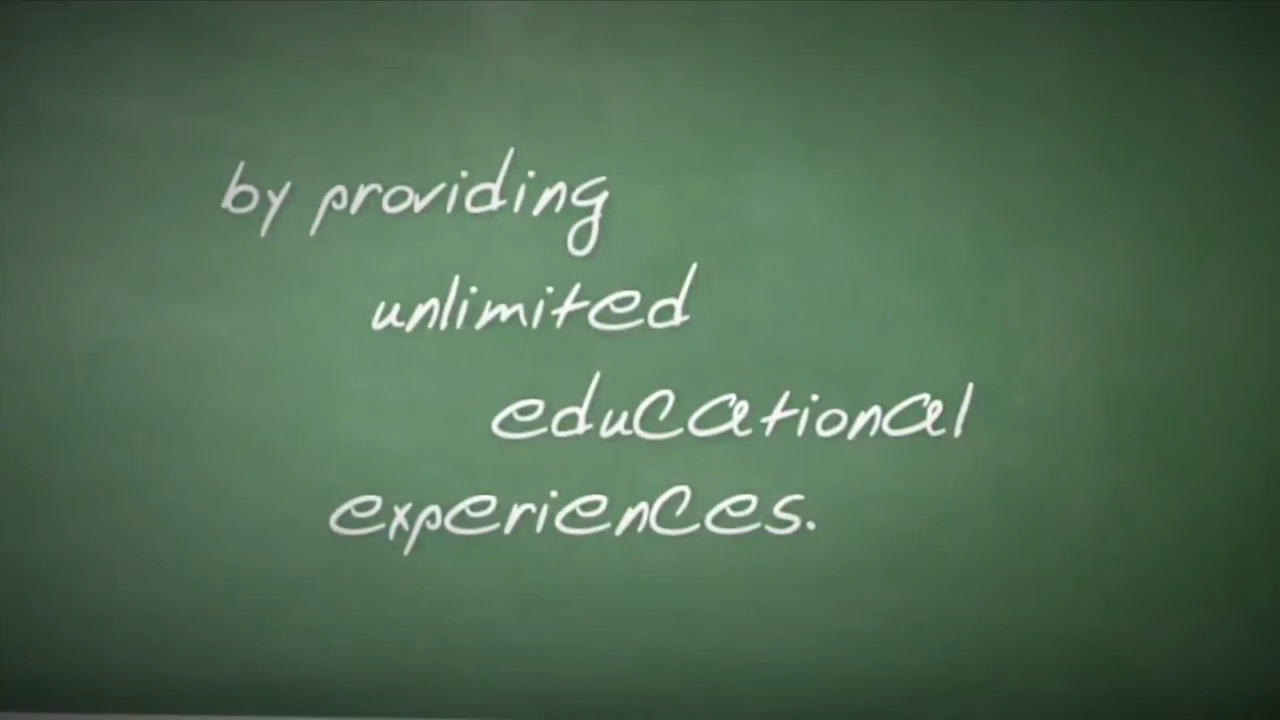 by providing
unlimited
educational
experiences.